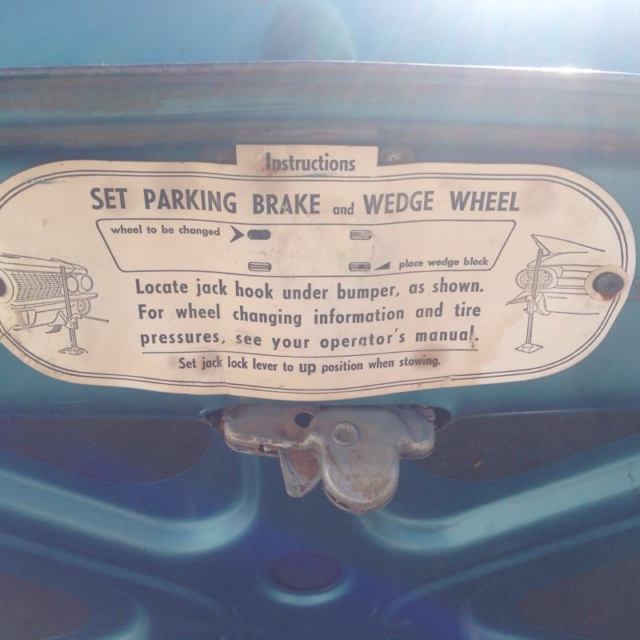 Instructions
SET PARKING BRAKE and WEDGE WHEEL
wheel to be changed
place wedge block
Locate jack hook under bumper, as shown.
For wheel changing information and tire
pressures, see your operator's manual.
Set jack lock lever to up position when stowing.